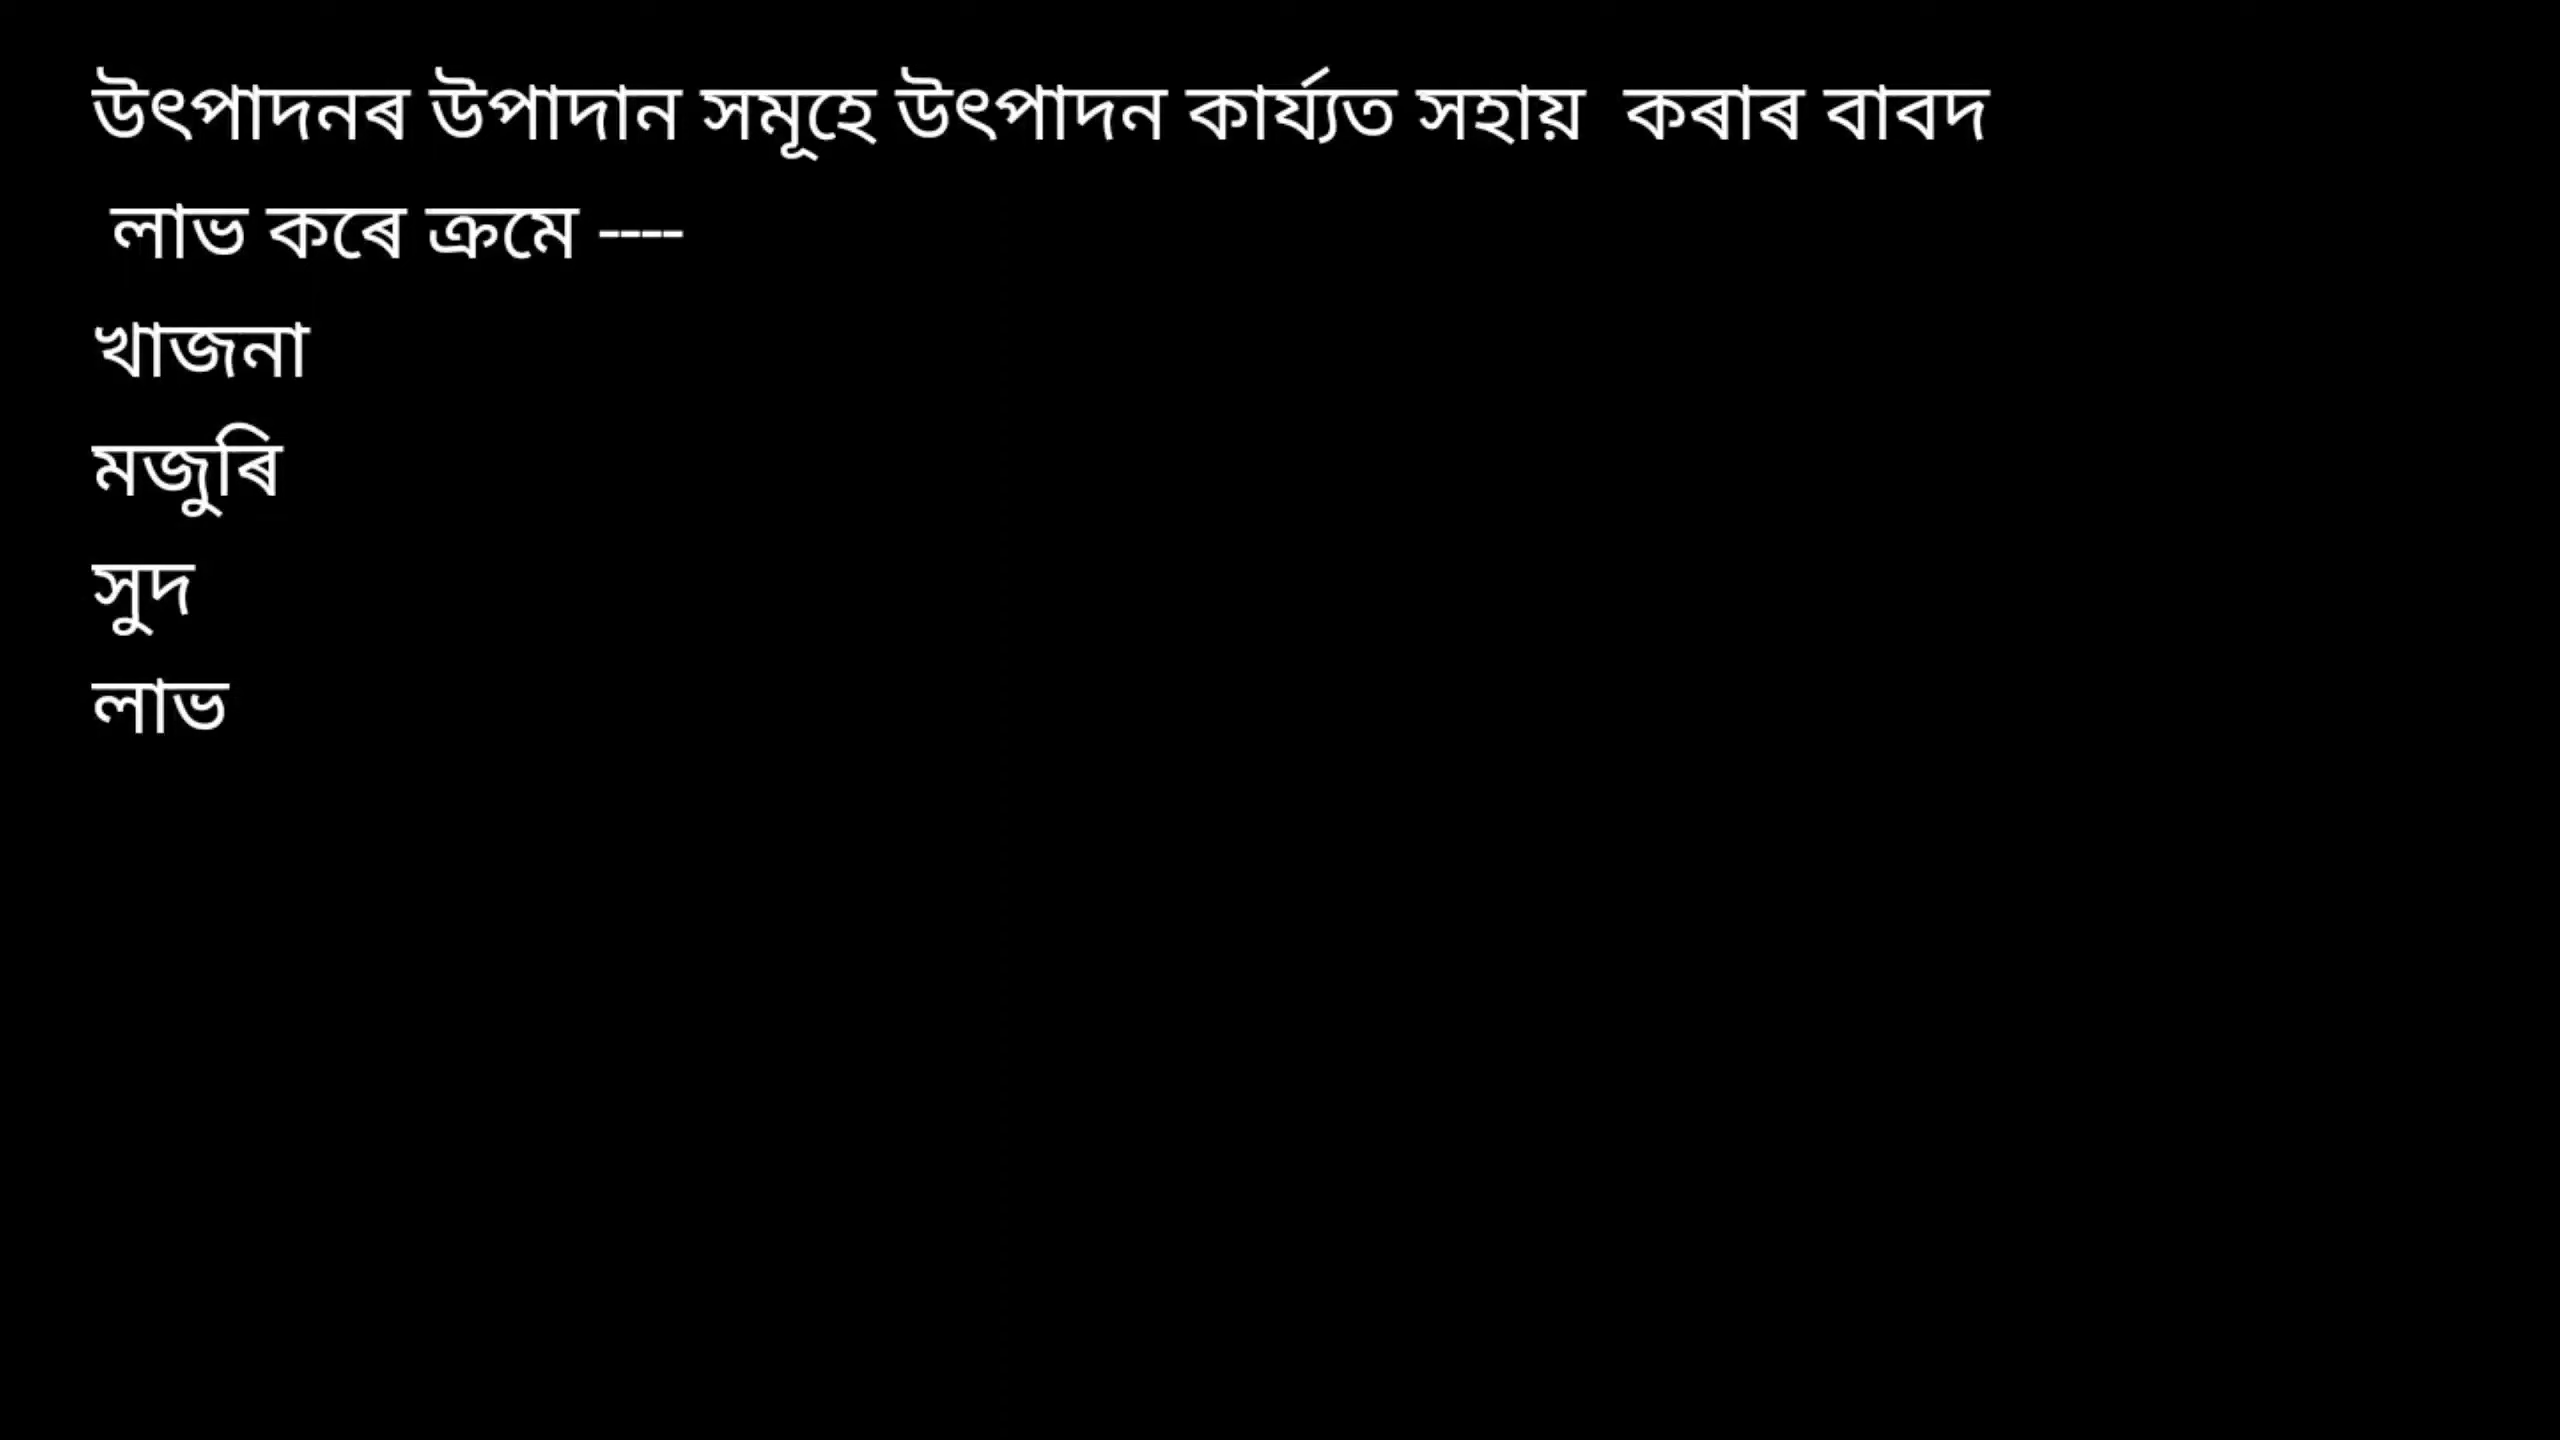 উৎপাদনৰ উপাদান সমূহে উৎপাদন কাৰ্য্যত সহায়  কৰাৰ বাবদ
লাভ কৰে ক্ৰমে ----
খাজনা
মজুৰি
সুদ
লাভ